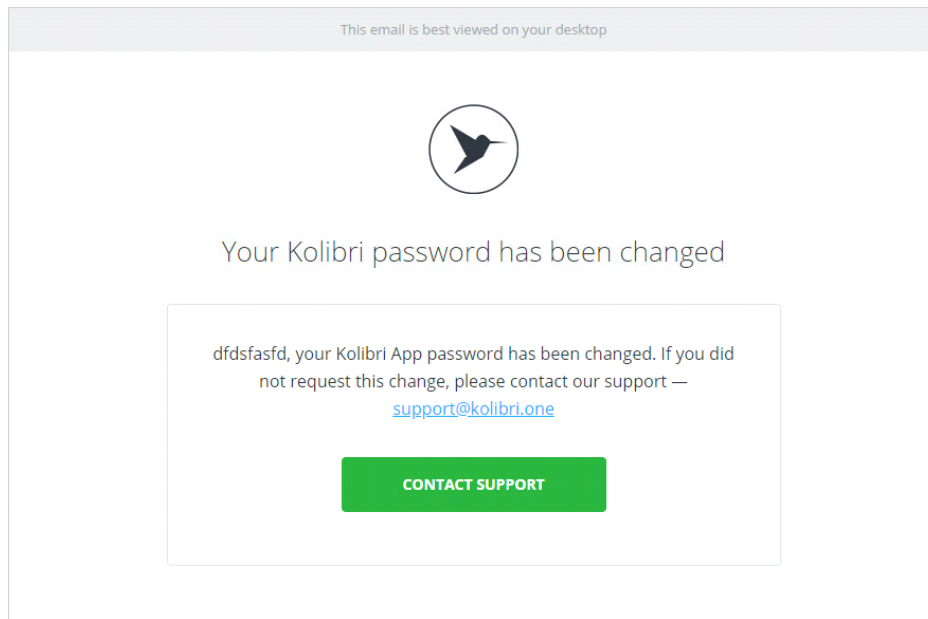 This email is best viewed on your desktop
Your Kolibri password has been changed
dfdsfasfd, your Kolibri App password has been changed. If you did
not request this change, please contact our support —
support@kolibri.one
CONTACT SUPPORT